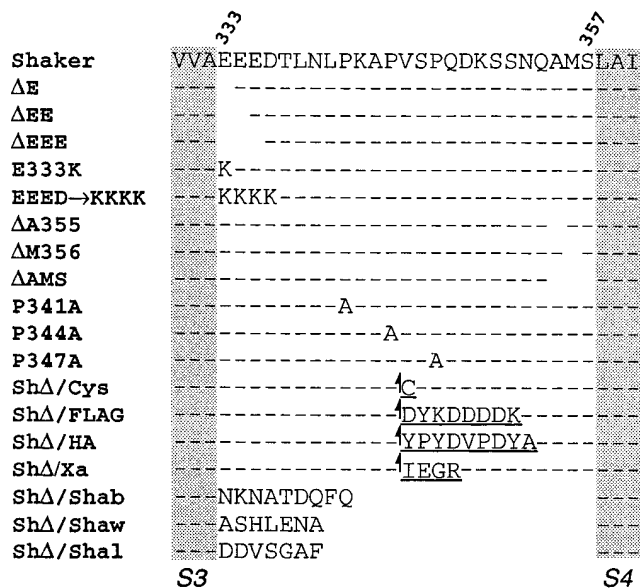 333 357
Shaker VVAEEEDTLNLPKAPVSPQDKSSNQAMSLAI
ΔE --- ---------------------------
ΔEE ---  --------------------------
ΔEEE ---   -------------------------
E333K ---K---------------------------
EEED→KKKK ---KKKK------------------------
ΔA355 ------------------------- -----
ΔM356 -------------------------- ----
ΔAMS -------------------------   ---
P341A -----------A-------------------
P344A --------------A----------------
P347A -----------------A-------------
ShΔ/Cys ---------------C---------------
ShΔ/FLAG ---------------DYKDDDDK--------
ShΔ/HA ---------------YPYDVPDYA-------
ShΔ/Xa ---------------IEGR------------
ShΔ/Shab ---NKNATDQFQ ---
ShΔ/Shaw ---ASHLENA ---
ShΔ/Shal ---DDVSGAF ---
S3 S4